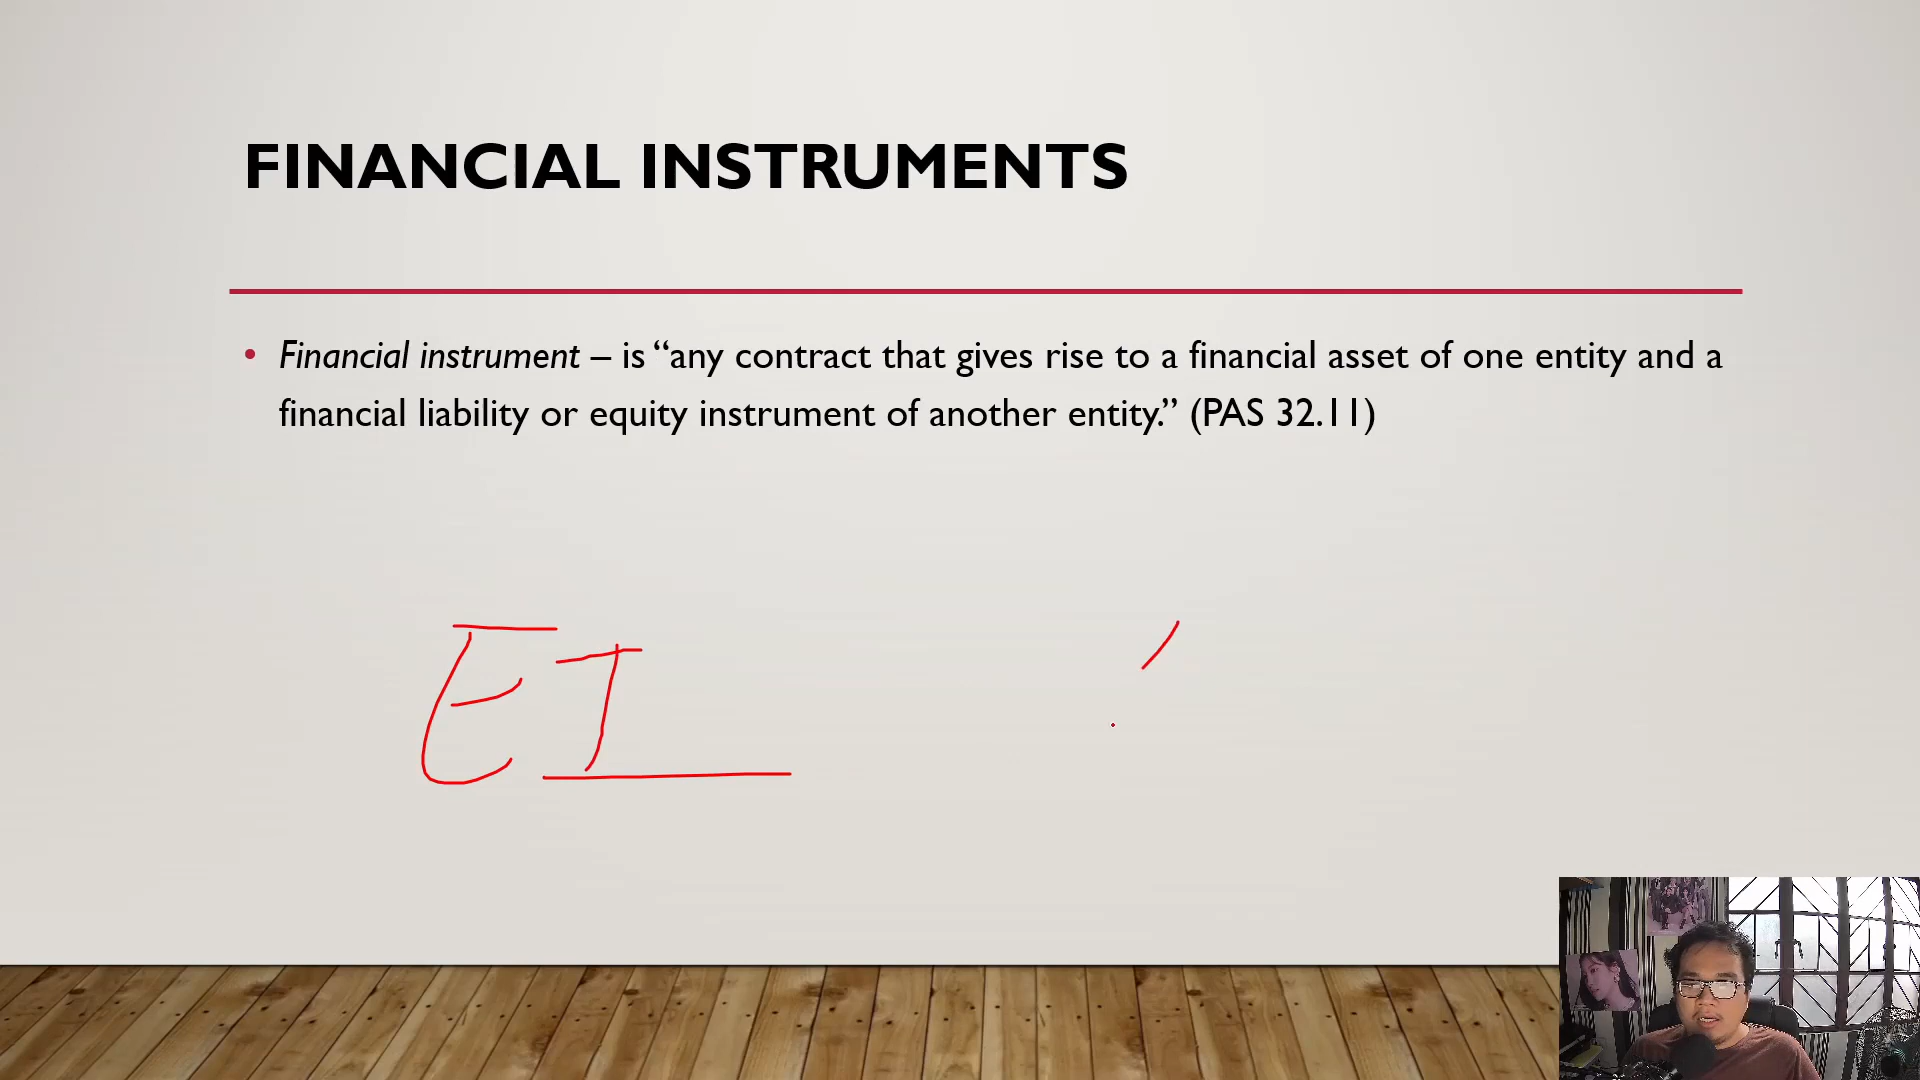 FINANCIAL INSTRUMENTS
• Financial instrument – is “any contract that gives rise to a financial asset of one entity and a
financial liability or equity instrument of another entity.” (PAS 32.11)
EI